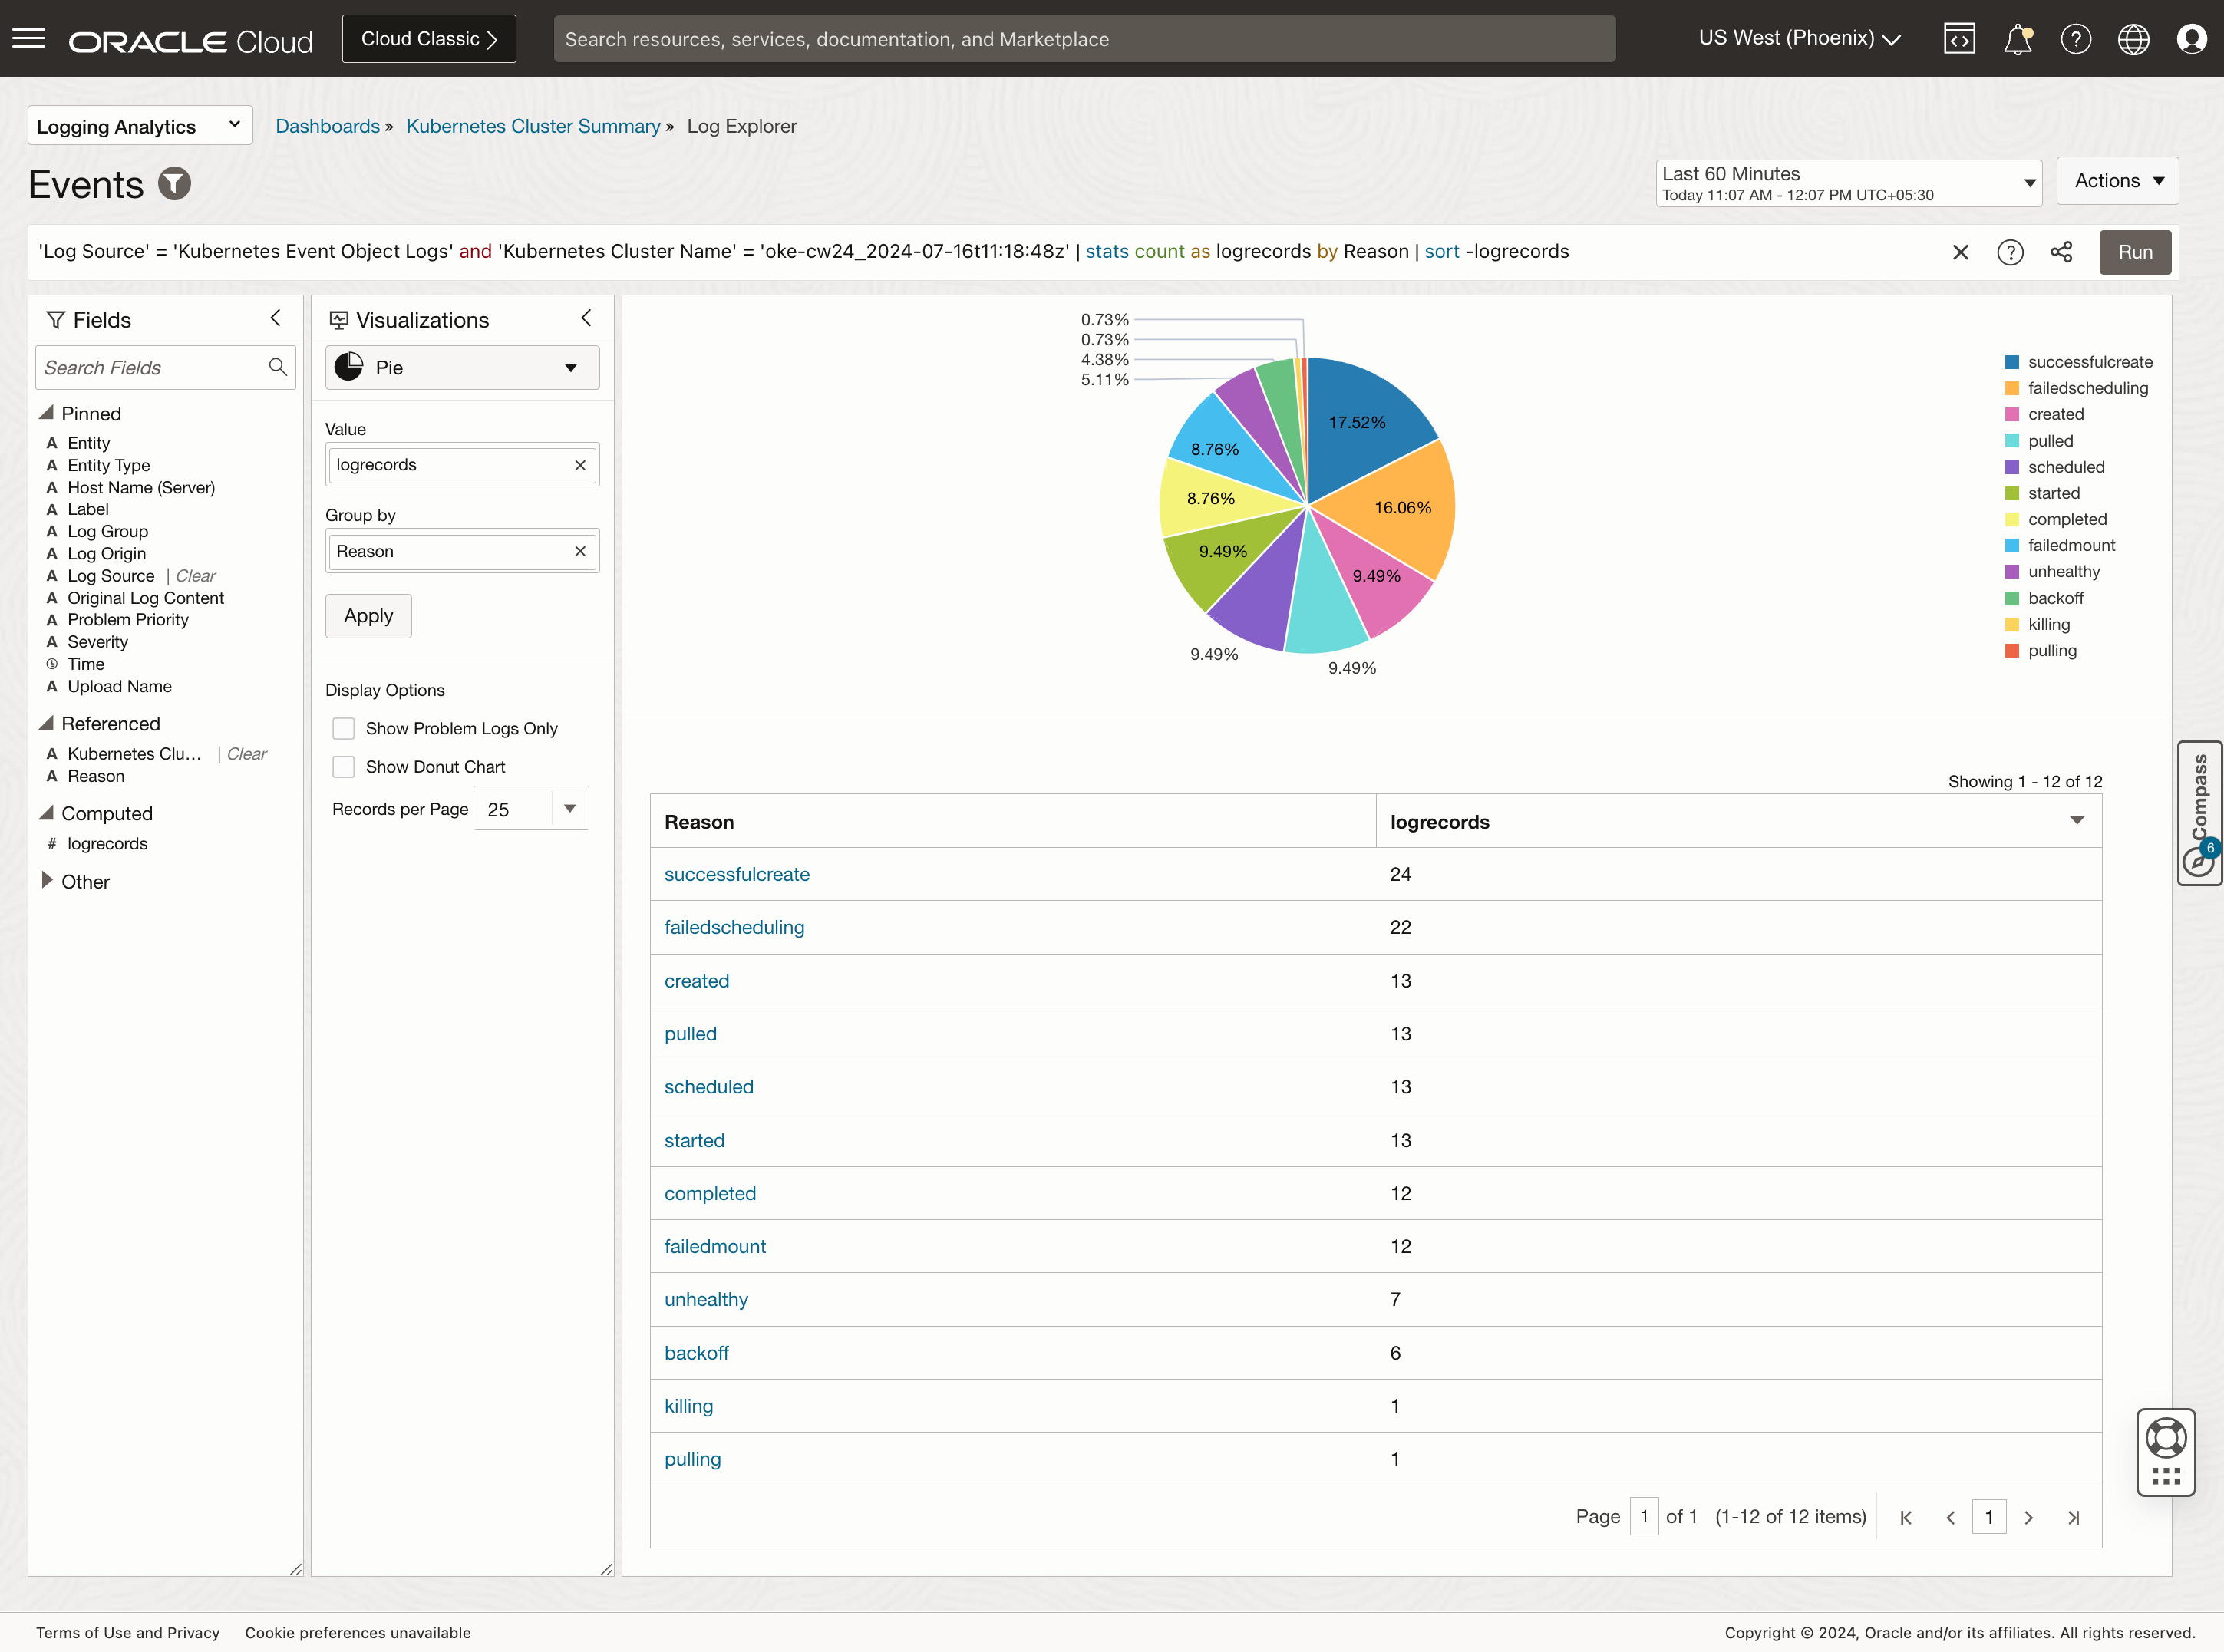 ORACLE Cloud
Cloud Classic
Search resources, services, documentation, and Marketplace
US West (Phoenix)
Logging Analytics
Dashboards » Kubernetes Cluster Summary » Log Explorer
Events
Last 60 Minutes
Today 11:07 AM - 12:07 PM UTC+05:30
Actions
'Log Source' = 'Kubernetes Event Object Logs' and 'Kubernetes Cluster Name' = 'oke-cw24_2024-07-16t11:18:48z' | stats count as logrecords by Reason | sort -logrecords
Run
Fields
Search Fields
Pinned
A Entity
A Entity Type
A Host Name (Server)
A Label
A Log Group
A Log Origin
A Log Source | Clear
A Original Log Content
A Problem Priority
A Severity
Time
A Upload Name
Referenced
A Kubernetes Clu... | Clear
A Reason
Computed
# logrecords
Other
Visualizations
Pie
Value
logrecords
Group by
Reason
Apply
Display Options
Show Problem Logs Only
Show Donut Chart
Records per Page 25
0.73%
0.73%
4.38%
5.11%
17.52%
8.76%
8.76%
16.06%
9.49%
9.49%
9.49%
9.49%
successfulcreate
failedscheduling
created
pulled
scheduled
started
completed
failedmount
unhealthy
backoff
killing
pulling
Showing 1 - 12 of 12
Reason logrecords
successfulcreate 24
failedscheduling 22
created 13
pulled 13
scheduled 13
started 13
completed 12
failedmount 12
unhealthy 7
backoff 6
killing 1
pulling 1
Page 1 of 1 (1-12 of 12 items) 1
Compass
6
Terms of Use and Privacy Cookie preferences unavailable
Copyright © 2024, Oracle and/or its affiliates. All rights reserved.